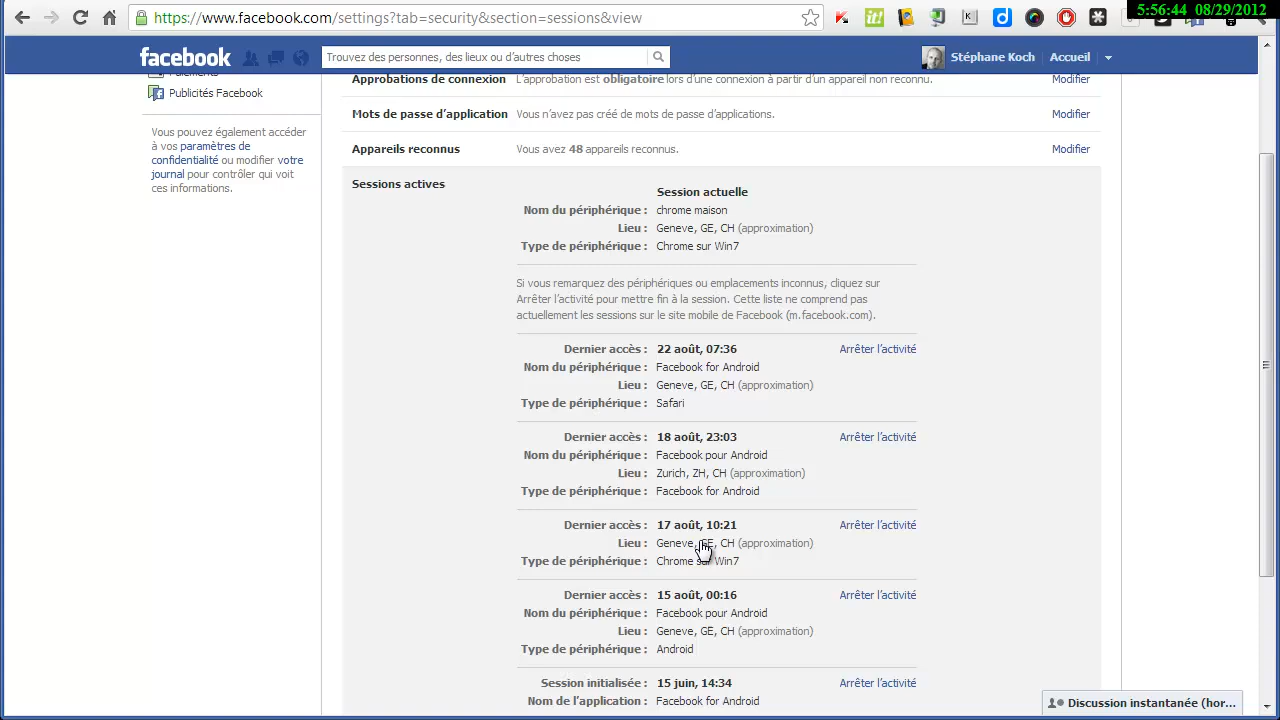 https://www.facebook.com/settings?tab=security&section=sessions&view
5:56:44 08/29/2012
facebook
Trouvez des personnes, des lieux ou d'autres choses
Stéphane Koch
Accueil
Publicités Facebook
Vous pouvez également accéder
à vos paramètres de
confidentialité ou modifier votre
journal pour contrôler qui voit
ces informations.
Approbations de connexion L'approbation est obligatoire lors d'une connexion à partir d'un appareil non reconnu. Modifier
Mots de passe d'application Vous n'avez pas créé de mots de passe d'applications. Modifier
Appareils reconnus Vous avez 48 appareils reconnus. Modifier
Sessions actives
Session actuelle
Nom du périphérique : chrome maison
Lieu : Geneve, GE, CH (approximation)
Type de périphérique : Chrome sur Win7
Si vous remarquez des périphériques ou emplacements inconnus, cliquez sur
Arrêter l'activité pour mettre fin à la session. Cette liste ne comprend pas
actuellement les sessions sur le site mobile de Facebook (m.facebook.com).
Dernier accès : 22 août, 07:36 Arrêter l'activité
Nom du périphérique : Facebook for Android
Lieu : Geneve, GE, CH (approximation)
Type de périphérique : Safari
Dernier accès : 18 août, 23:03 Arrêter l'activité
Nom du périphérique : Facebook pour Android
Lieu : Zurich, ZH, CH (approximation)
Type de périphérique : Facebook for Android
Dernier accès : 17 août, 10:21 Arrêter l'activité
Lieu : Geneve, GE, CH (approximation)
Type de périphérique : Chrome sur Win7
Dernier accès : 15 août, 00:16 Arrêter l'activité
Nom du périphérique : Facebook pour Android
Lieu : Geneve, GE, CH (approximation)
Type de périphérique : Android
Session initialisée : 15 juin, 14:34 Arrêter l'activité
Nom de l'application : Facebook for Android
Discussion instantanée (hor...